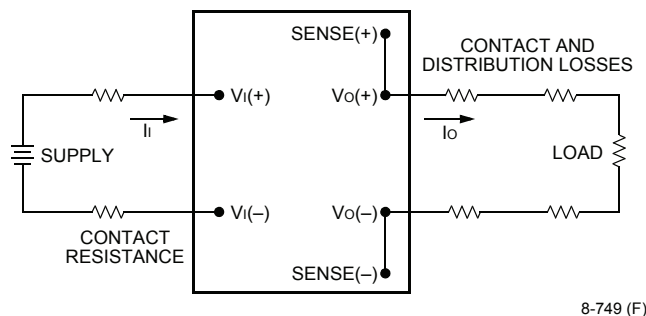 SENSE(+)
CONTACT AND
DISTRIBUTION LOSSES
VI(+)
VO(+)
II
IO
SUPPLY
LOAD
VI(–)
VO(–)
CONTACT
RESISTANCE
SENSE(–)
8-749 (F)